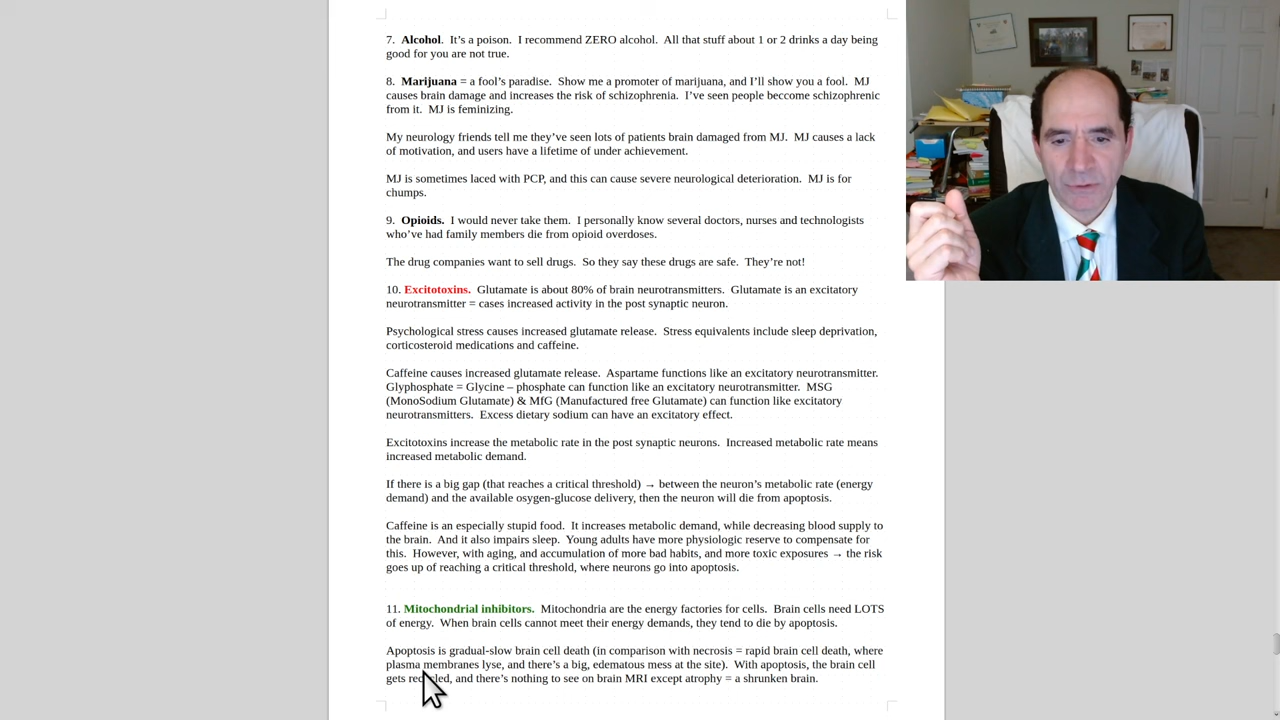 7.  Alcohol.  It's a poison.  I recommend ZERO alcohol.  All that stuff about 1 or 2 drinks a day being
good for you are not true.
8.  Marijuana = a fool's paradise.  Show me a promoter of marijuana, and I'll show you a fool.  MJ
causes brain damage and increases the risk of schizophrenia.  I've seen people beccome schizophrenic
from it.  MJ is feminizing.
My neurology friends tell me they've seen lots of patients brain damaged from MJ.  MJ causes a lack
of motivation, and users have a lifetime of under achievement.
MJ is sometimes laced with PCP, and this can cause severe neurological deterioration.  MJ is for
chumps.
9.  Opioids.  I would never take them.  I personally know several doctors, nurses and technologists
who've had family members die from opioid overdoses.
The drug companies want to sell drugs.  So they say these drugs are safe.  They're not!
10. Excitotoxins.  Glutamate is about 80% of brain neurotransmitters.  Glutamate is an excitatory
neurotransmitter = cases increased activity in the post synaptic neuron.
Psychological stress causes increased glutamate release.  Stress equivalents include sleep deprivation,
corticosteroid medications and caffeine.
Caffeine causes increased glutamate release.  Aspartame functions like an excitatory neurotransmitter.
Glyphosphate = Glycine – phosphate can function like an excitatory neurotransmitter.  MSG
(MonoSodium Glutamate) & MfG (Manufactured free Glutamate) can function like excitatory
neurotransmitters.  Excess dietary sodium can have an excitatory effect.
Excitotoxins increase the metabolic rate in the post synaptic neurons.  Increased metabolic rate means
increased metabolic demand.
If there is a big gap (that reaches a critical threshold) → between the neuron's metabolic rate (energy
demand) and the available osygen-glucose delivery, then the neuron will die from apoptosis.
Caffeine is an especially stupid food.  It increases metabolic demand, while decreasing blood supply to
the brain.  And it also impairs sleep.  Young adults have more physiologic reserve to compensate for
this.  However, with aging, and accumulation of more bad habits, and more toxic exposures → the risk
goes up of reaching a critical threshold, where neurons go into apoptosis.
11. Mitochondrial inhibitors.  Mitochondria are the energy factories for cells.  Brain cells need LOTS
of energy.  When brain cells cannot meet their energy demands, they tend to die by apoptosis.
Apoptosis is gradual-slow brain cell death (in comparison with necrosis = rapid brain cell death, where
plasma membranes lyse, and there's a big, edematous mess at the site).  With apoptosis, the brain cell
gets and there's nothing to see on brain MRI except atrophy = a shrunken brain.